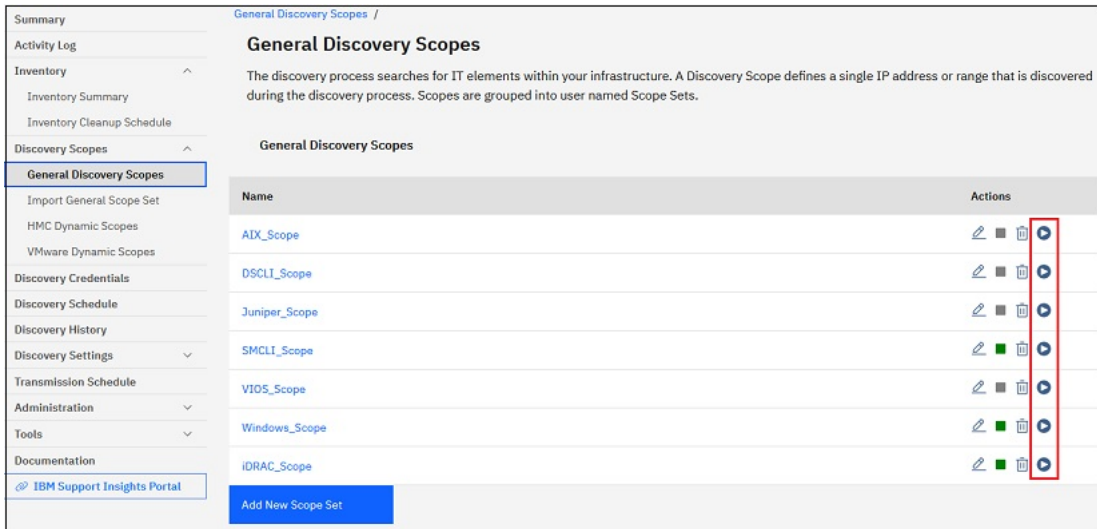 Summary
Activity Log
Inventory
Inventory Summary
Inventory Cleanup Schedule
Discovery Scopes
General Discovery Scopes
Import General Scope Set
HMC Dynamic Scopes
VMware Dynamic Scopes
Discovery Credentials
Discovery Schedule
Discovery History
Discovery Settings
Transmission Schedule
Administration
Tools
Documentation
IBM Support Insights Portal
General Discovery Scopes /
General Discovery Scopes
The discovery process searches for IT elements within your infrastructure. A Discovery Scope defines a single IP address or range that is discovered
during the discovery process. Scopes are grouped into user named Scope Sets.
General Discovery Scopes
Name Actions
AIX_Scope
DSCLI_Scope
Juniper_Scope
SMCLI_Scope
VIOS_Scope
Windows_Scope
iDRAC_Scope
Add New Scope Set